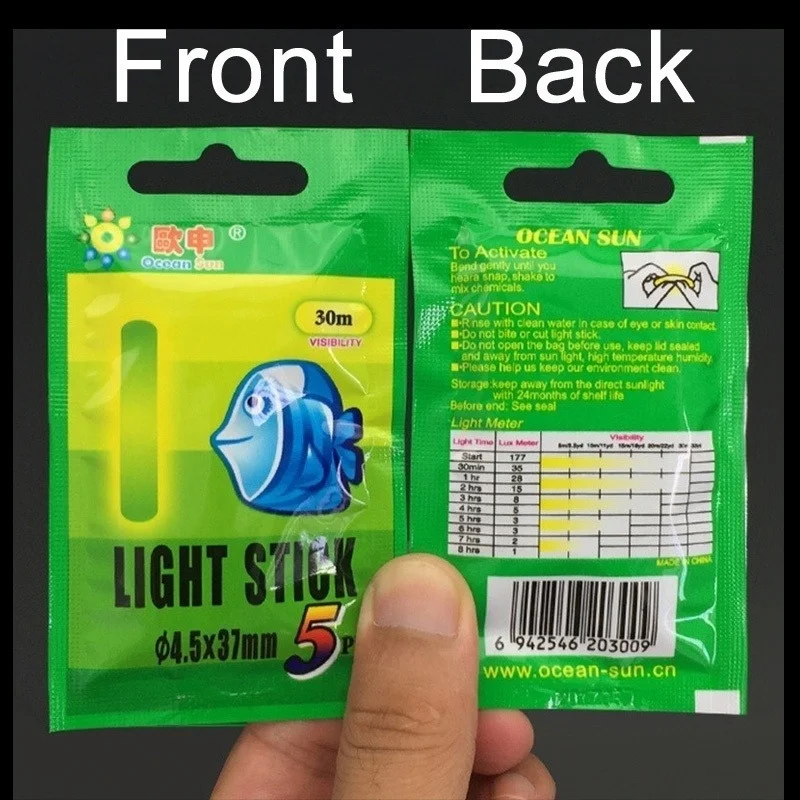 Front Back
欧申®
Ocean Sun
30m
VISIBILITY
LIGHT STICK
Φ4.5x37mm 5P
OCEAN SUN
To Activate
Bend gently until you
hears snap, shake to
mix chemicals.
CAUTION
■Rinse with clean water in case of eye or skin contact.
■Do not bite or cut light stick.
■Do not open the bag before use, keep lid sealed
and away from sun light, high temperature humidity.
■Please help us keep our environment clean.
Storage:keep away from the direct sunlight
with 24months of shelf life
Before end: See seal
Light Meter
Light Time Lux Meter Visibility
Start 177
30min 35
1 hr 28
2 hrs 15
3 hrs 8
4 hrs 5
5 hrs 3
6 hrs 3
7 hrs 2
8 hrs 1
MADE IN CHINA
6 942546 203009
www.ocean-sun.cn